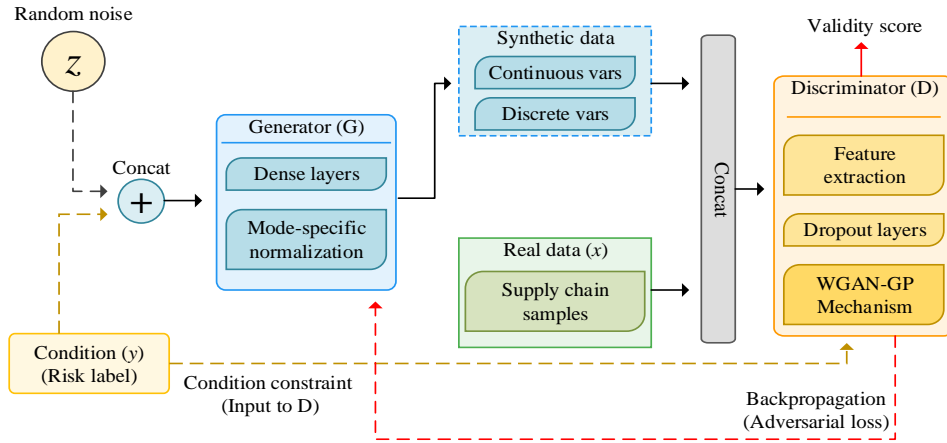 Random noise
z
Concat
+
Generator (G)
Dense layers
Mode-specific
normalization
Synthetic data
Continuous vars
Discrete vars
Real data (x)
Supply chain
samples
Concat
Validity score
Discriminator (D)
Feature
extraction
Dropout layers
WGAN-GP
Mechanism
Condition (y)
(Risk label)
Condition constraint
(Input to D)
Backpropagation
(Adversarial loss)